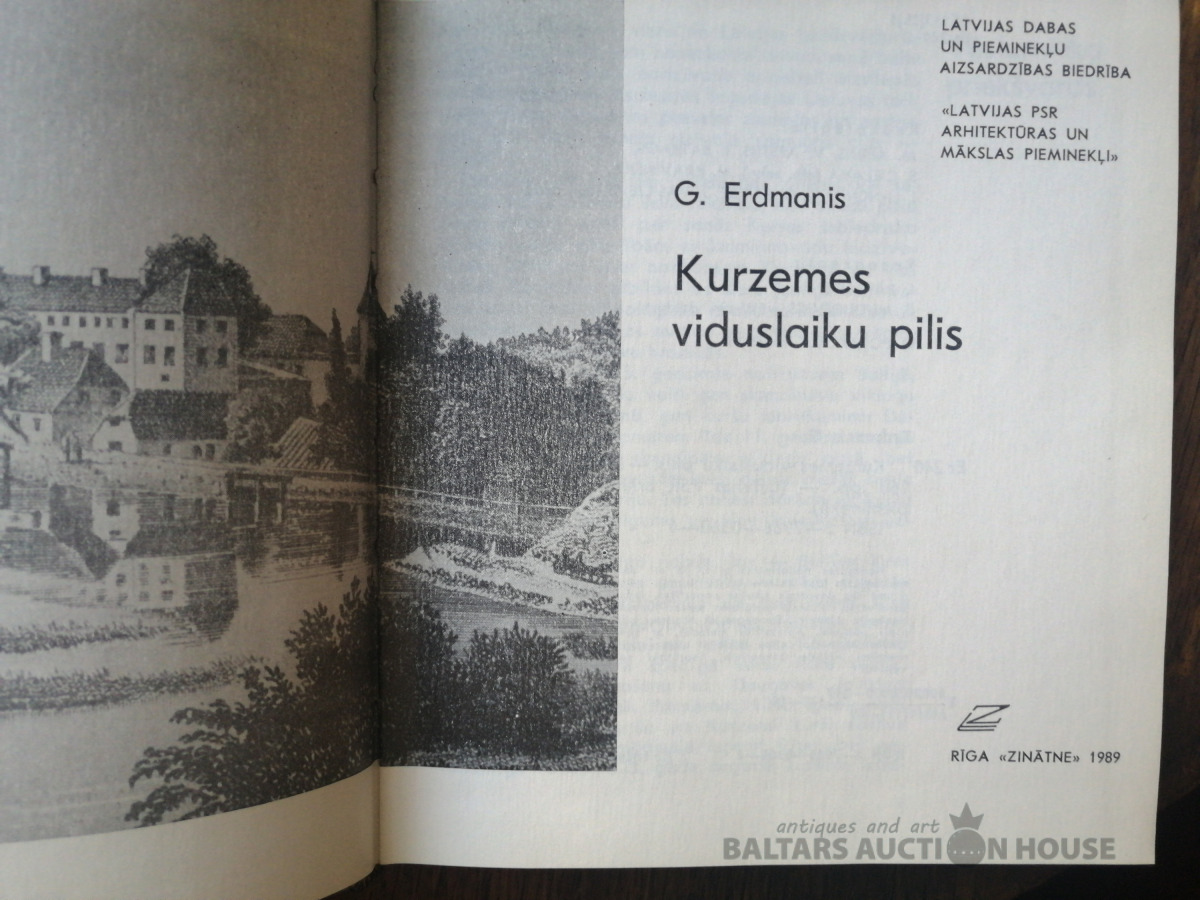 LATVIJAS DABAS
UN PIEMINEKĻU
AIZSARDZĪBAS BIEDRĪBA
«LATVIJAS PSR
ARHITEKTŪRAS UN
MĀKSLAS PIEMINEKĻI»
G. Erdmanis
Kurzemes
viduslaiku pilis
RĪGA «ZINĀTNE» 1989
antiques and art
BALTARS AUCTION HOUSE